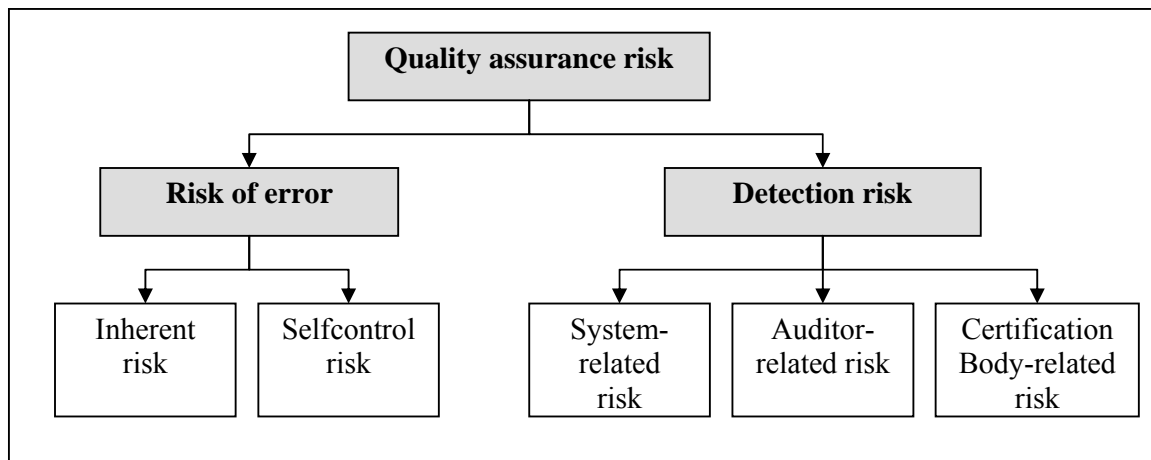 Quality assurance risk
Risk of error
Detection risk
Inherent
risk
Selfcontrol
risk
System-
related
risk
Auditor-
related risk
Certification
Body-related
risk